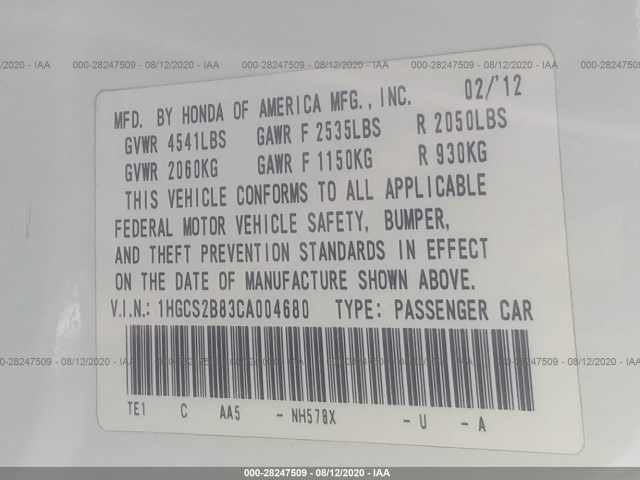 000-28247509 - 08/12/2020 - IAA
MFD. BY HONDA OF AMERICA MFG., INC. 02/'12
GVWR 4541LBS GAWR F 2535LBS R 2050LBS
GVWR 2060KG GAWR F 1150KG R 930KG
THIS VEHICLE CONFORMS TO ALL APPLICABLE
FEDERAL MOTOR VEHICLE SAFETY, BUMPER,
AND THEFT PREVENTION STANDARDS IN EFFECT
ON THE DATE OF MANUFACTURE SHOWN ABOVE.
V.I.N.: 1HGCS2B83CA004680 TYPE: PASSENGER CAR
TE1 C AA5 - NH578X - U - A
000-28247509 - 08/12/2020 - IAA